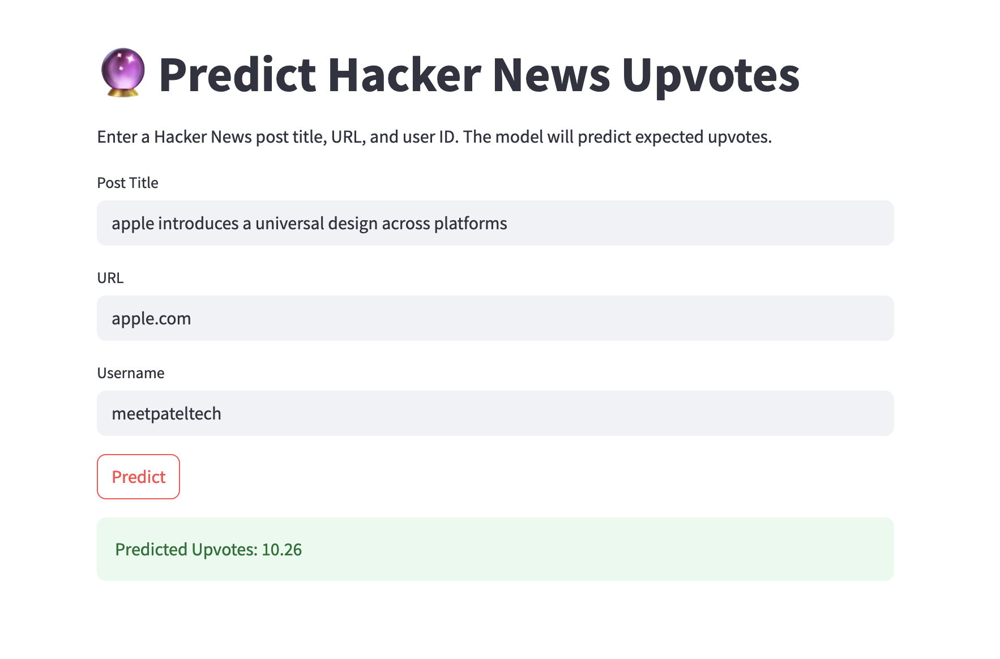 Predict Hacker News Upvotes
Enter a Hacker News post title, URL, and user ID. The model will predict expected upvotes.
Post Title
apple introduces a universal design across platforms
URL
apple.com
Username
meetpateltech
Predict
Predicted Upvotes: 10.26